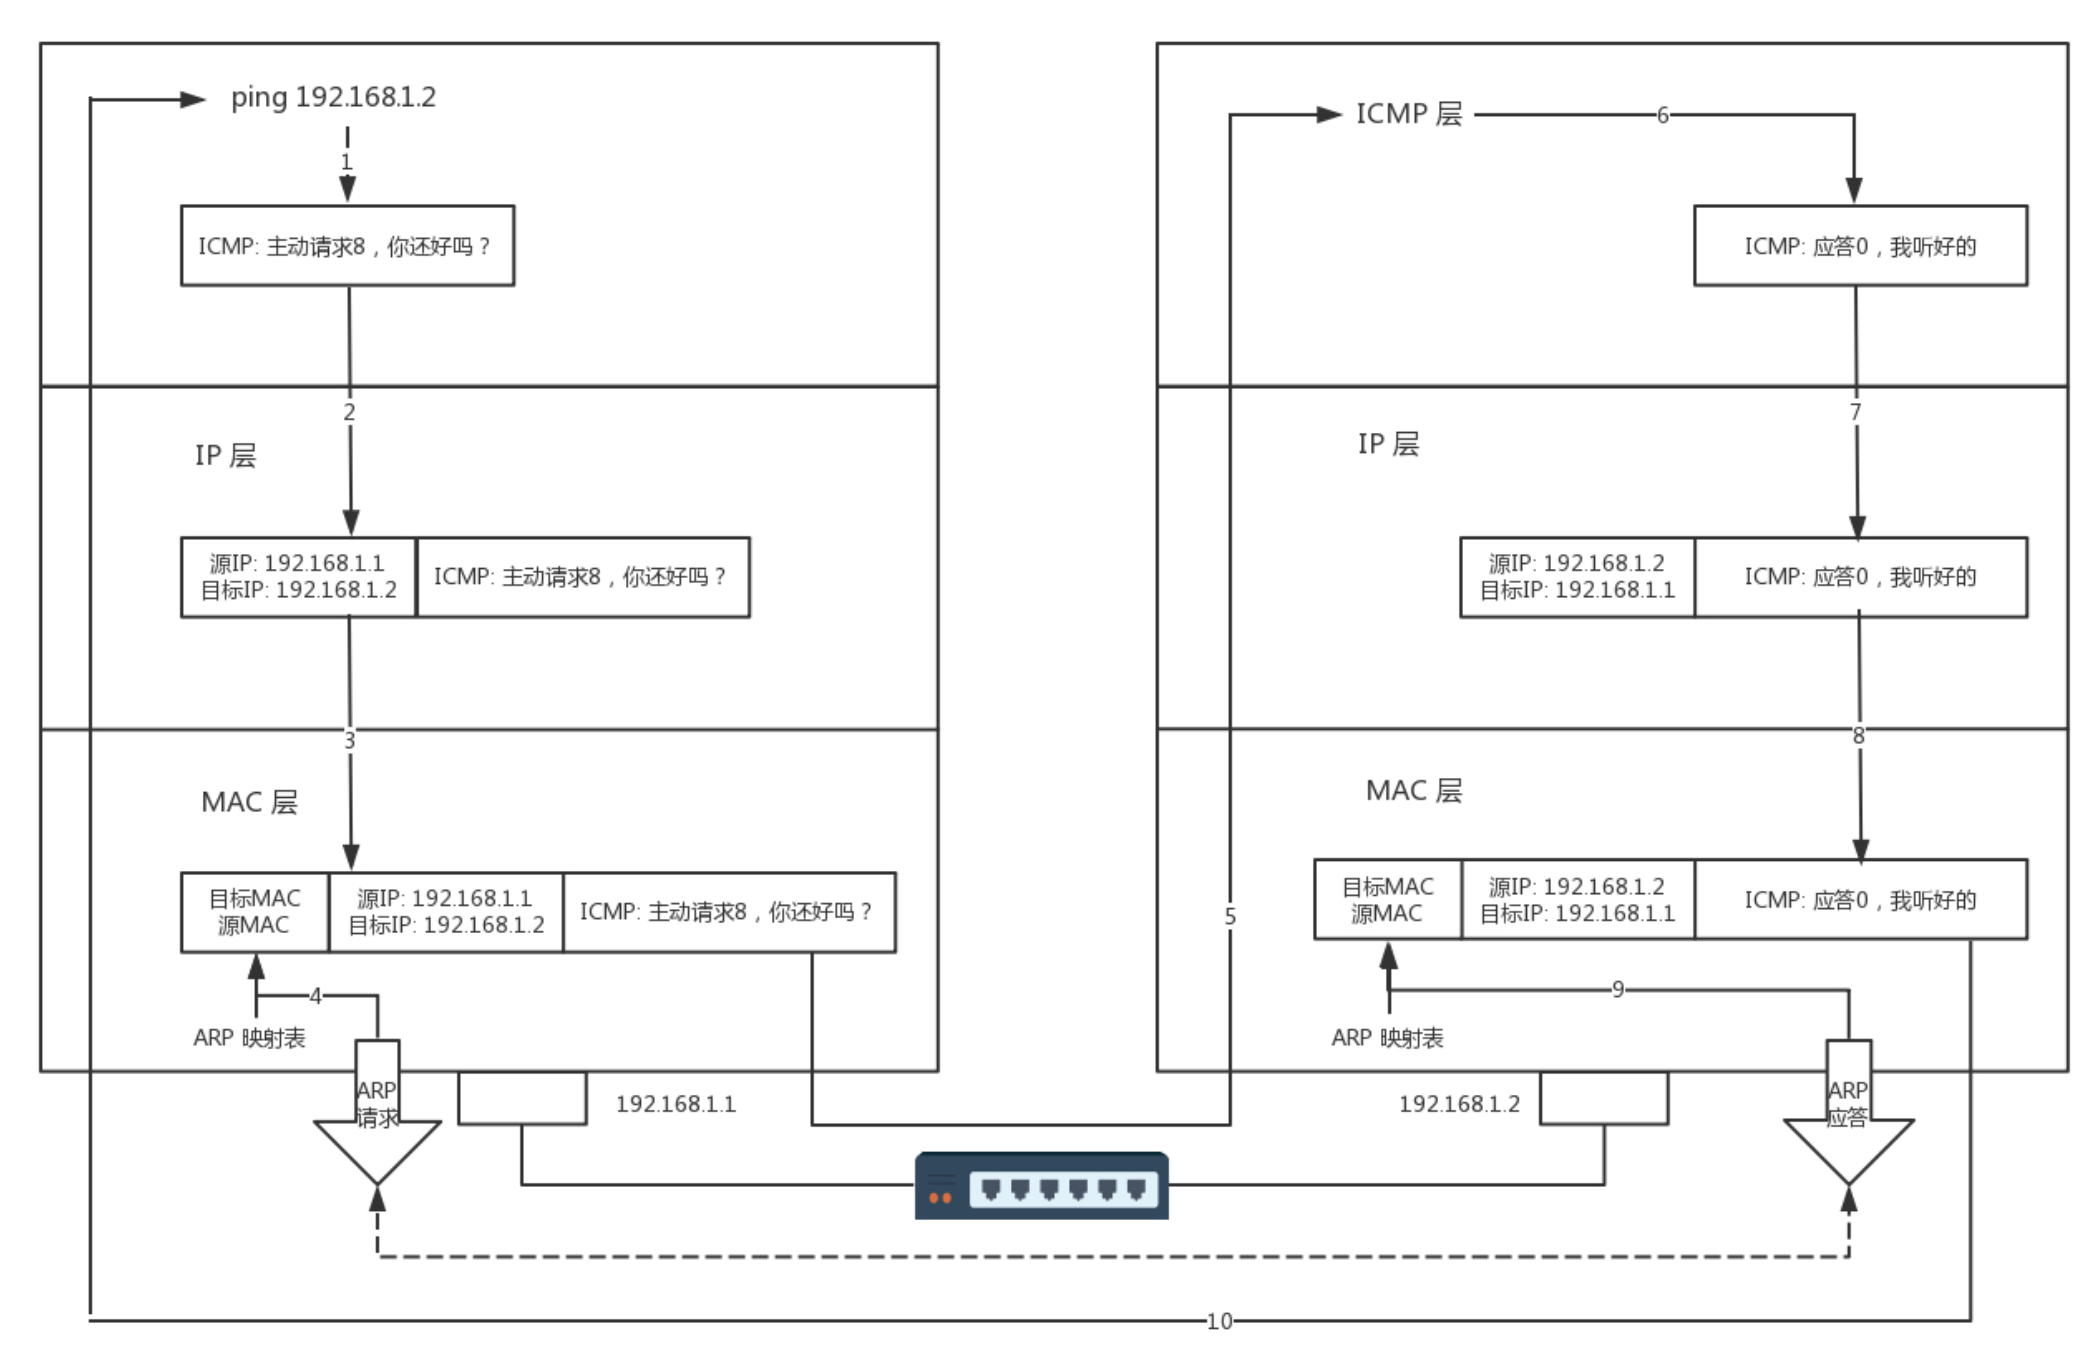 ping 192.168.1.2
1
ICMP: 主动请求8，你还好吗？
2
IP 层
源IP: 192.168.1.1
目标IP: 192.168.1.2
ICMP: 主动请求8，你还好吗？
3
MAC 层
目标MAC
源MAC
源IP: 192.168.1.1
目标IP: 192.168.1.2
ICMP: 主动请求8，你还好吗？
4
ARP 映射表
ARP
请求
192.168.1.1
5
ICMP 层
6
ICMP: 应答0，我听好的
7
IP 层
源IP: 192.168.1.2
目标IP: 192.168.1.1
ICMP: 应答0，我听好的
8
MAC 层
目标MAC
源MAC
源IP: 192.168.1.2
目标IP: 192.168.1.1
ICMP: 应答0，我听好的
9
ARP 映射表
192.168.1.2
ARP
应答
10